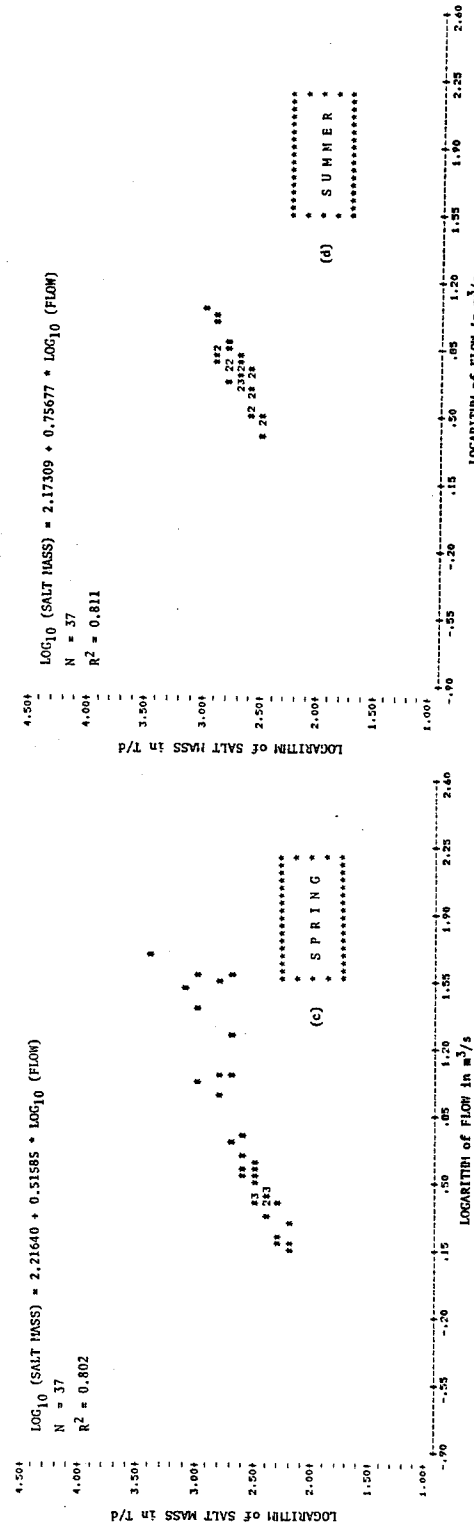 LOG10 (SALT MASS) = 2.21640 + 0.51585 * LOG10 (FLOW)
N = 37
R2 = 0.802
LOGARITHM of SALT MASS in T/d
4.50+
4.00+
3.50+
3.00+
2.50+
2.00+
1.50+
1.00+
-.90 -.55 -.20 .15 .50 .85 1.20 1.55 1.90 2.25 2.60
LOGARITHM of FLOW in m3/s
(c)
********************
* *
* SPRING *
* *
********************
LOG10 (SALT MASS) = 2.17309 + 0.75677 * LOG10 (FLOW)
N = 37
R2 = 0.811
LOGARITHM of SALT MASS in T/d
4.50+
4.00+
3.50+
3.00+
2.50+
2.00+
1.50+
1.00+
-.90 -.55 -.20 .15 .50 .85 1.20 1.55 1.90 2.25 2.60
LOGARITHM of FLOW in m3/s
(d)
********************
* *
* SUMMER *
* *
********************